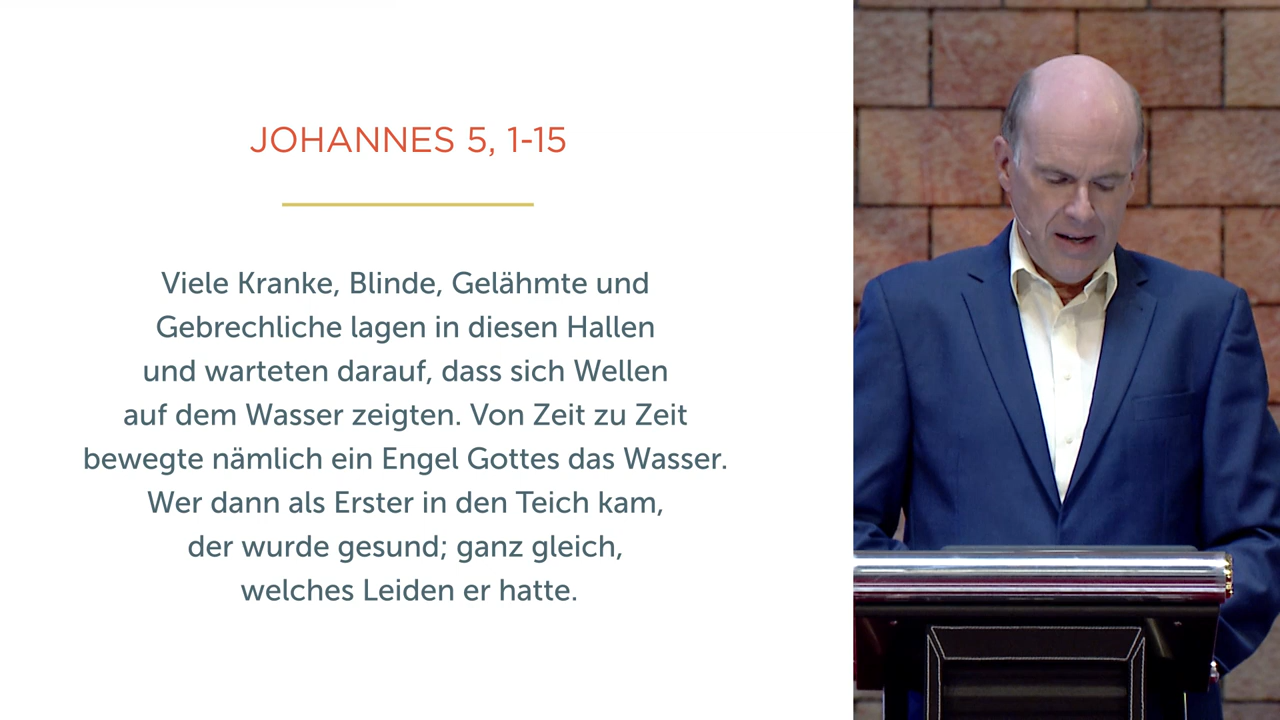 JOHANNES 5, 1-15
Viele Kranke, Blinde, Gelähmte und
Gebrechliche lagen in diesen Hallen
und warteten darauf, dass sich Wellen
auf dem Wasser zeigten. Von Zeit zu Zeit
bewegte nämlich ein Engel Gottes das Wasser.
Wer dann als Erster in den Teich kam,
der wurde gesund; ganz gleich,
welches Leiden er hatte.